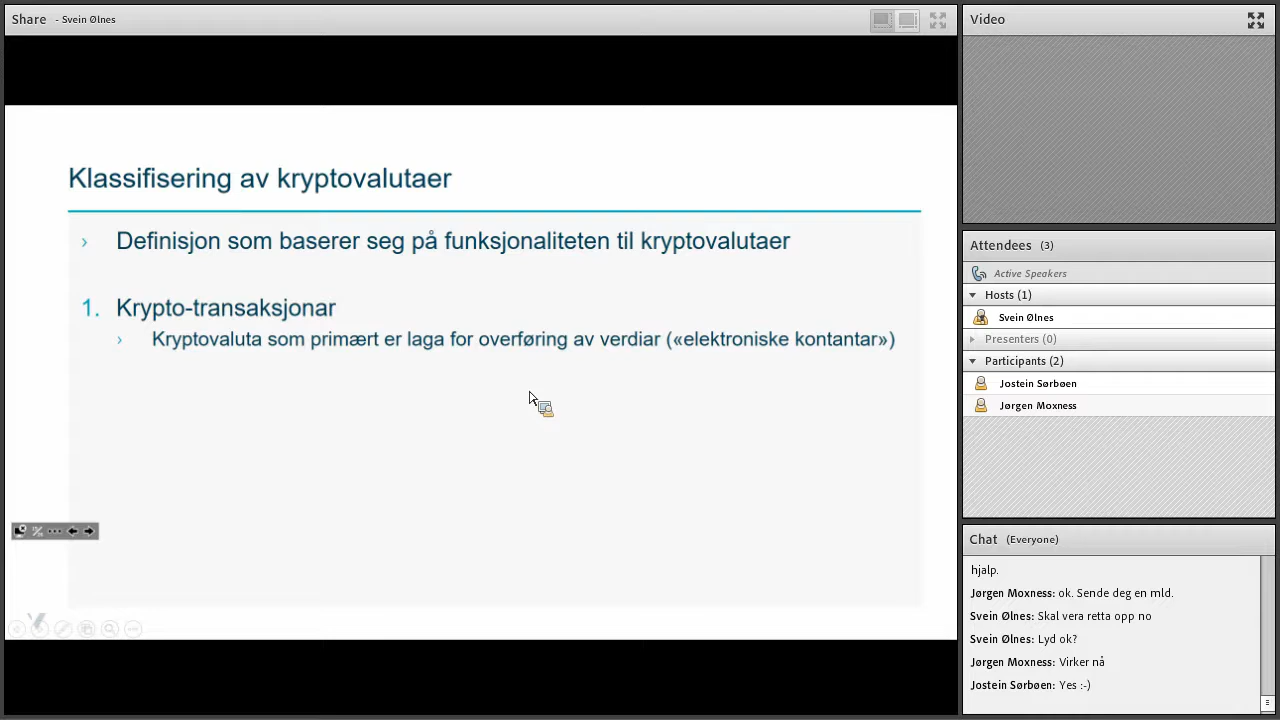 Share - Svein Ølnes
Klassifisering av kryptovalutaer
› Definisjon som baserer seg på funksjonaliteten til kryptovalutaer
1. Krypto-transaksjonar
› Kryptovaluta som primært er laga for overføring av verdiar («elektroniske kontantar»)
Video
Attendees (3)
Active Speakers
Hosts (1)
Svein Ølnes
Presenters (0)
Participants (2)
Jostein Sørbøen
Jørgen Moxness
Chat (Everyone)
hjalp.
Jørgen Moxness: ok. Sende deg en mld.
Svein Ølnes: Skal vera retta opp no
Svein Ølnes: Lyd ok?
Jørgen Moxness: Virker nå
Jostein Sørbøen: Yes :-)